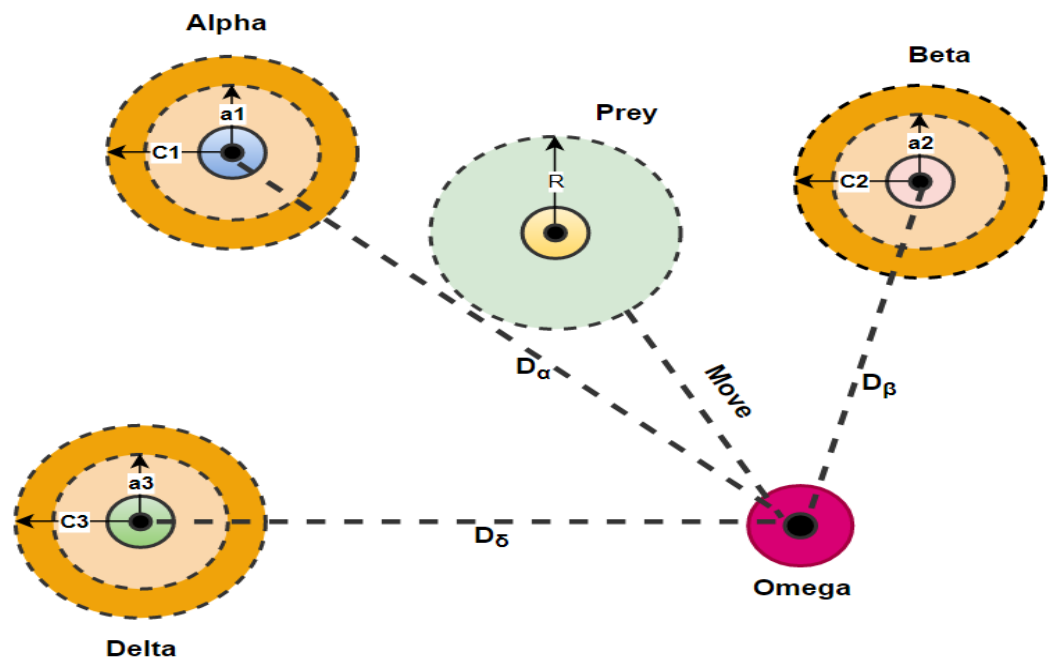 Alpha
Beta
Prey
a1
C1
a2
C2
R
Dα
Move
Dβ
a3
C3
Dδ
Omega
Delta